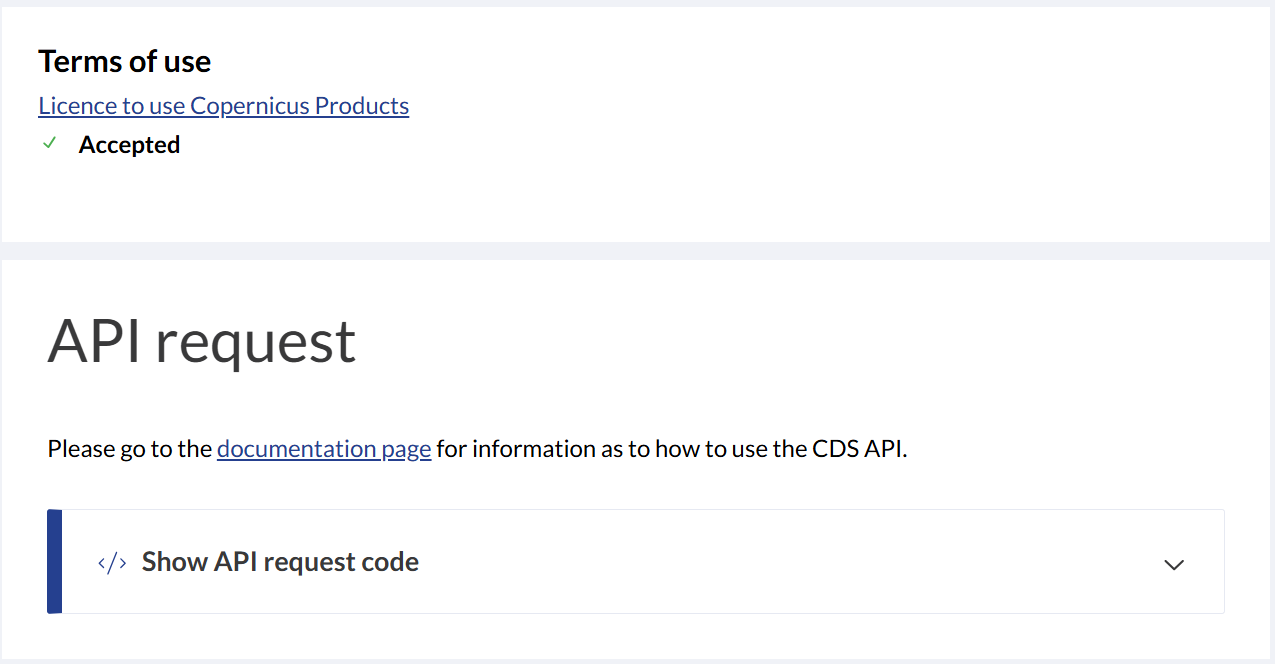 Terms of use
Licence to use Copernicus Products
Accepted
API request
Please go to the documentation page for information as to how to use the CDS API.
</> Show API request code